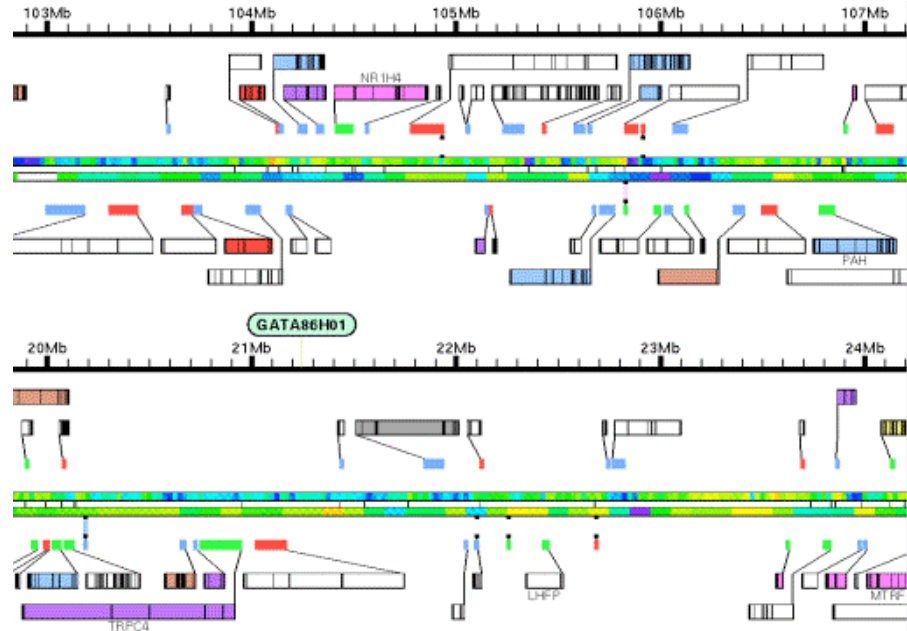 103Mb 104Mb 105Mb 106Mb 107Mb
NR1H4
PAH
GATA86H01
20Mb 21Mb 22Mb 23Mb 24Mb
LHFP
TRPC4 MTRF